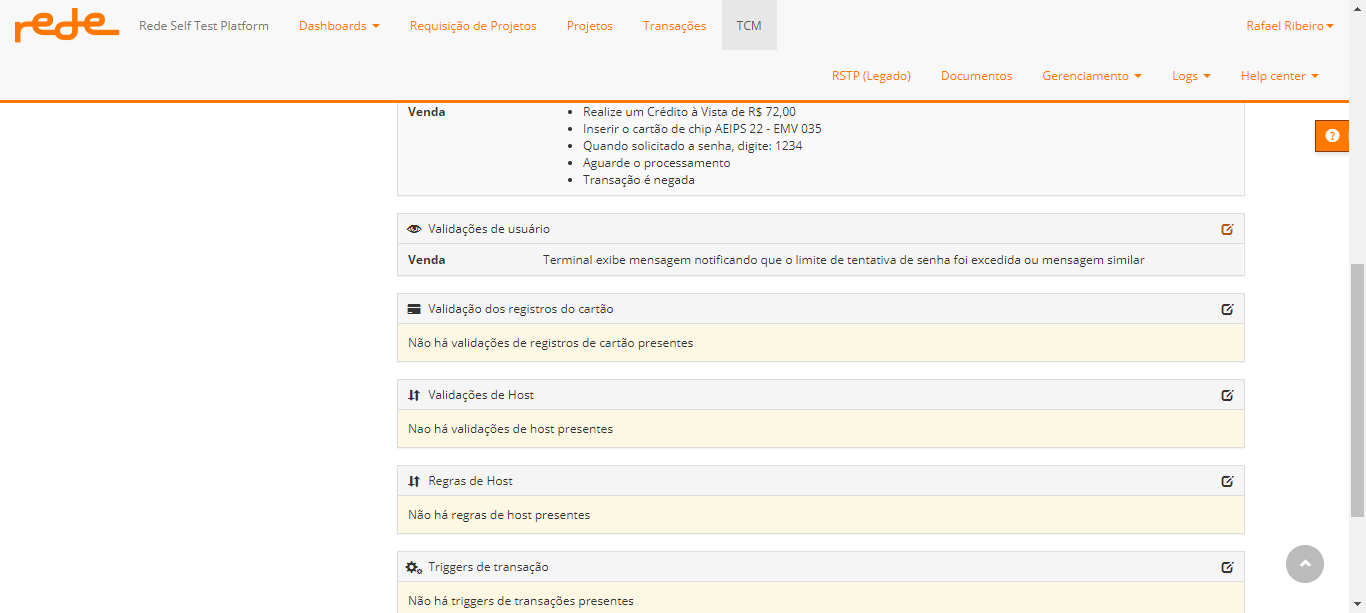 rede Rede Self Test Platform Dashboards Requisição de Projetos Projetos Transações TCM Rafael Ribeiro
RSTP (Legado) Documentos Gerenciamento Logs Help center
Venda
• Realize um Crédito à Vista de R$ 72,00
• Inserir o cartão de chip AEIPS 22 - EMV 035
• Quando solicitado a senha, digite: 1234
• Aguarde o processamento
• Transação é negada
Validações de usuário
Venda Terminal exibe mensagem notificando que o limite de tentativa de senha foi excedida ou mensagem similar
Validação dos registros do cartão
Não há validações de registros de cartão presentes
Validações de Host
Nao há validações de host presentes
Regras de Host
Não há regras de host presentes
Triggers de transação
Não há triggers de transações presentes